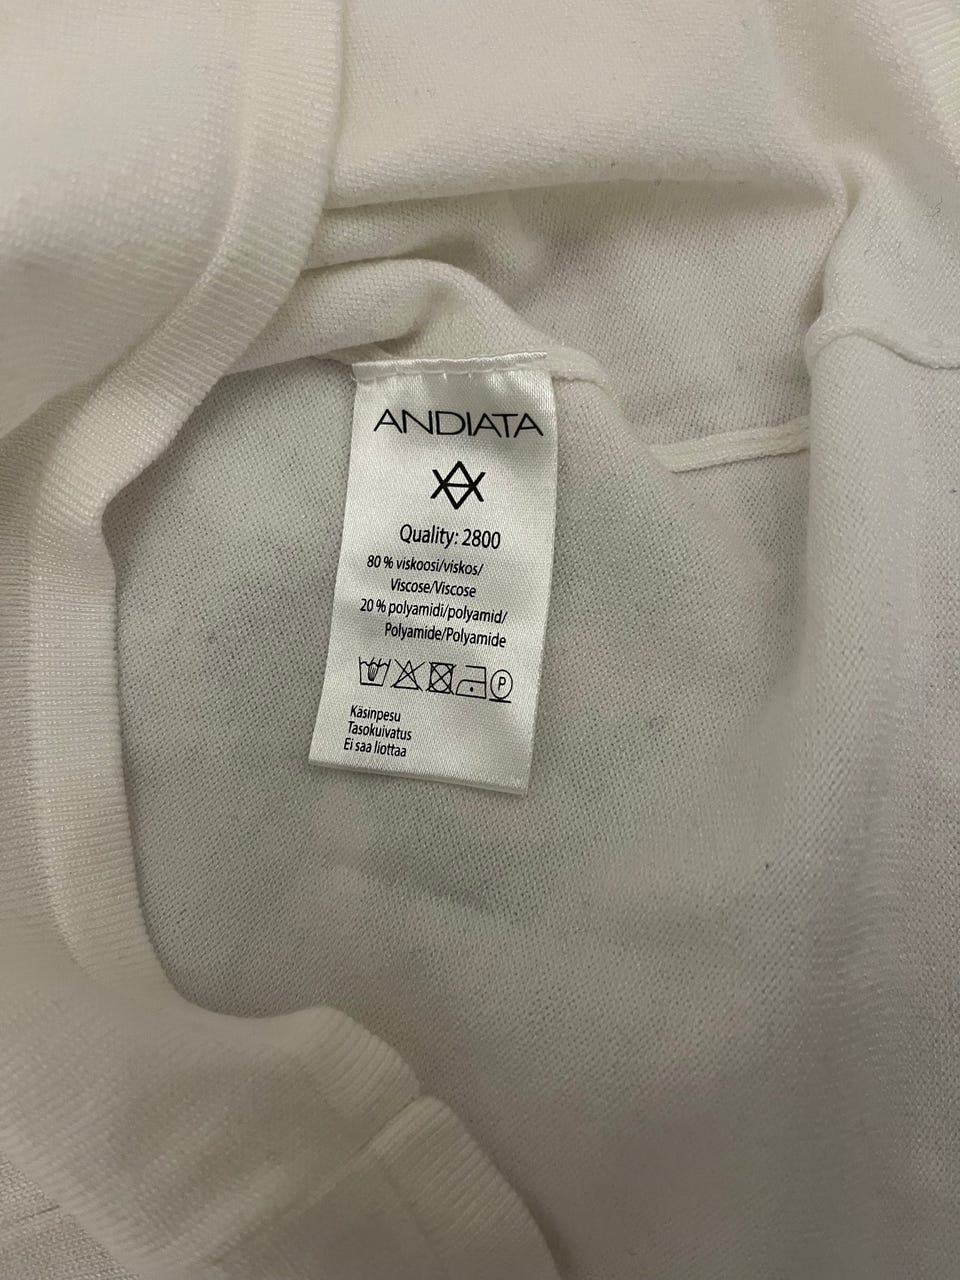 ANDIATA
Quality: 2800
80 % viskoosi/viskos/
Viscose/Viscose
20 % polyamidi/polyamid/
Polyamide/Polyamide
P
Käsinpesu
Tasokuivatus
Ei saa liottaa